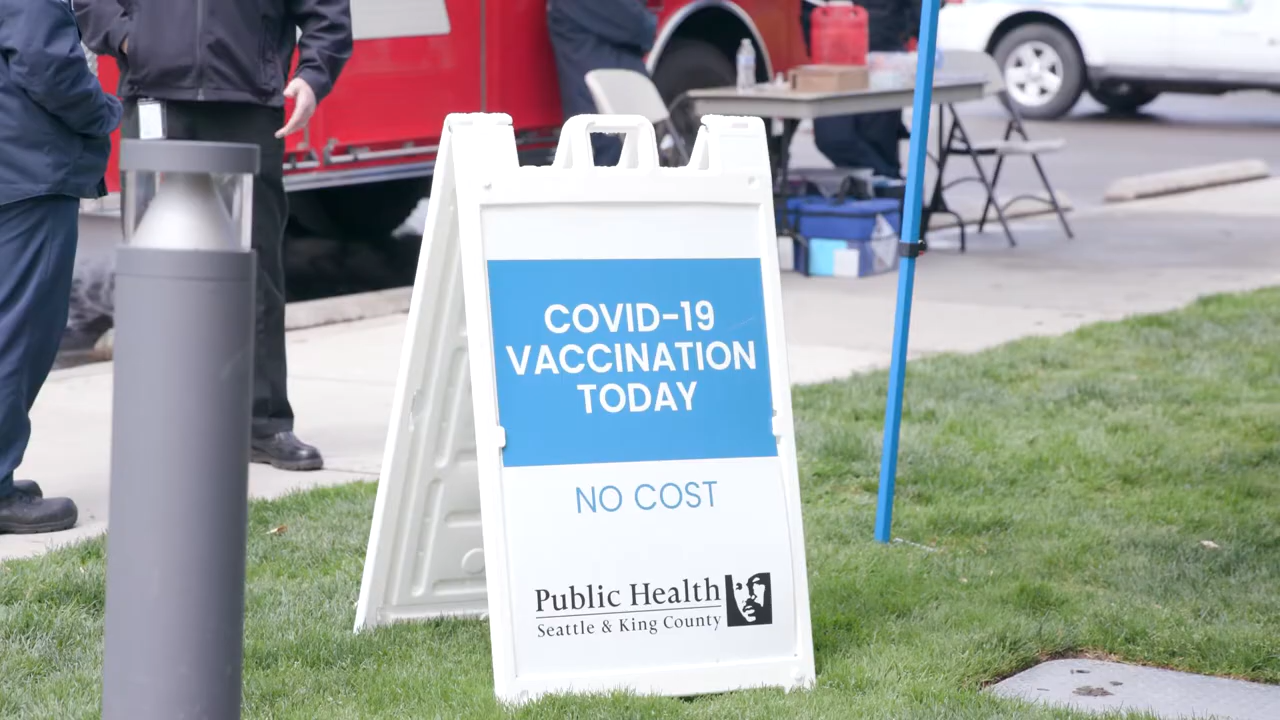 COVID-19
VACCINATION
TODAY
NO COST
Public Health
Seattle & King County